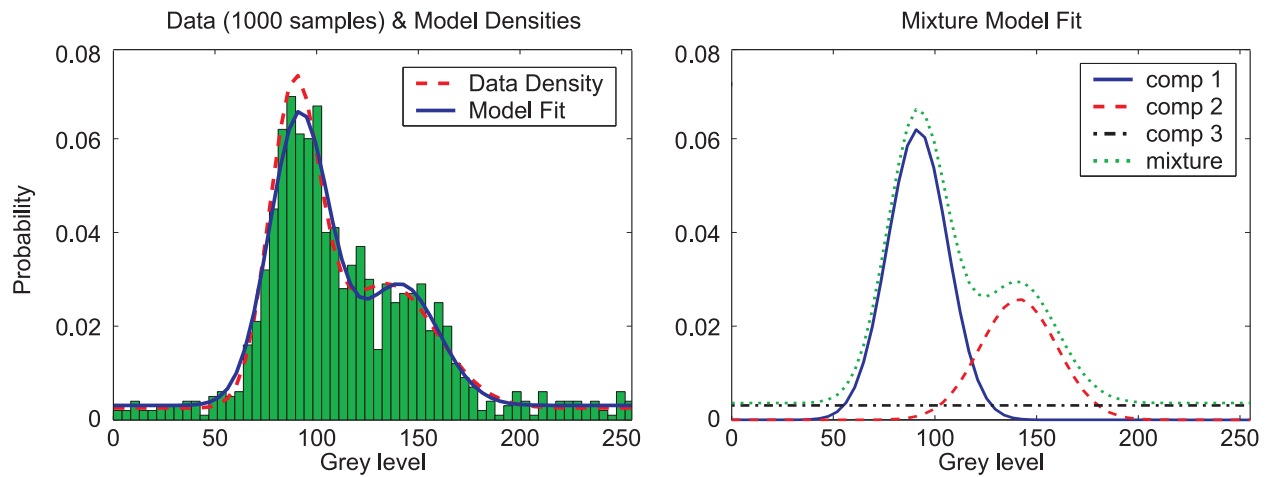 Data (1000 samples) & Model Densities
0.08
0.06
0.04
0.02
0
Probability
Data Density
Model Fit
0
50
100
150
200
250
Grey level
Mixture Model Fit
0.08
0.06
0.04
0.02
0
comp 1
comp 2
comp 3
mixture
0
50
100
150
200
250
Grey level